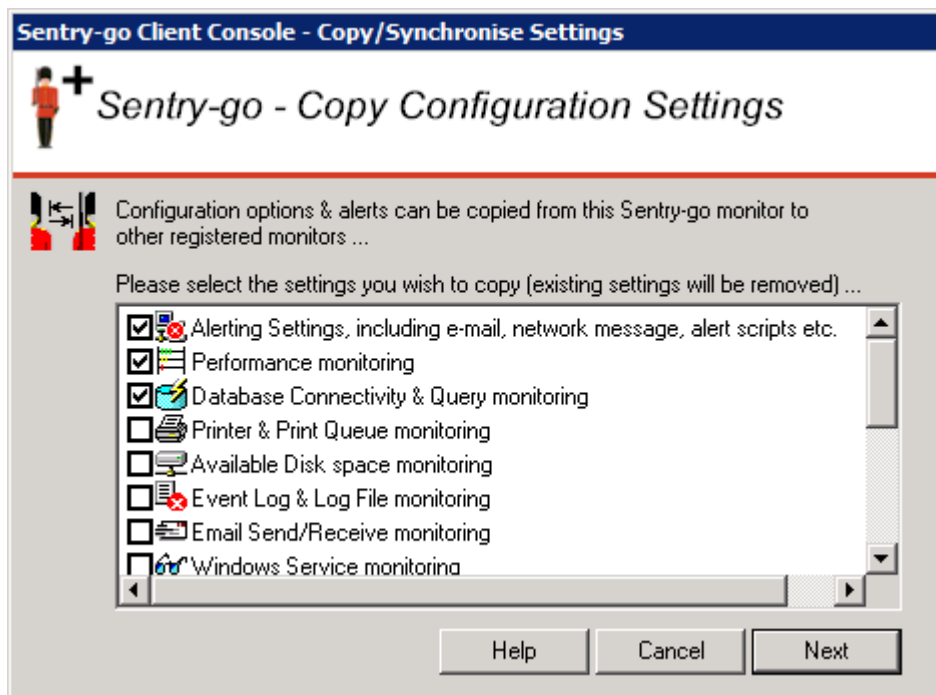 Sentry-go Client Console - Copy/Synchronise Settings
Sentry-go - Copy Configuration Settings
Configuration options & alerts can be copied from this Sentry-go monitor to
other registered monitors ...
Please select the settings you wish to copy (existing settings will be removed) ...
Alerting Settings, including e-mail, network message, alert scripts etc.
Performance monitoring
Database Connectivity & Query monitoring
Printer & Print Queue monitoring
Available Disk space monitoring
Event Log & Log File monitoring
Email Send/Receive monitoring
Windows Service monitoring
Help Cancel Next